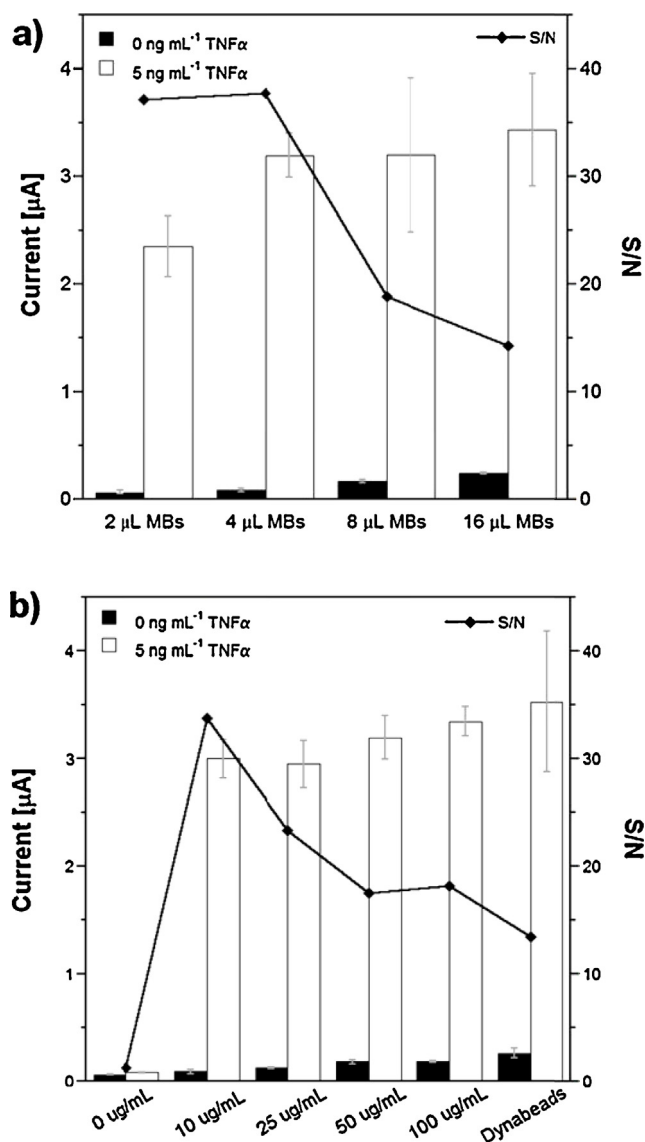 a)
0 ng mL⁻¹ TNFα
5 ng mL⁻¹ TNFα
S/N
4
3
2
1
0
Current [μA]
40
30
20
10
0
S/N
2 μL MBs
4 μL MBs
8 μL MBs
16 μL MBs
b)
0 ng mL⁻¹ TNFα
5 ng mL⁻¹ TNFα
S/N
4
3
2
1
0
Current [μA]
40
30
20
10
0
S/N
0 ug/mL
10 ug/mL
25 ug/mL
50 ug/mL
100 ug/mL
Dynabeads